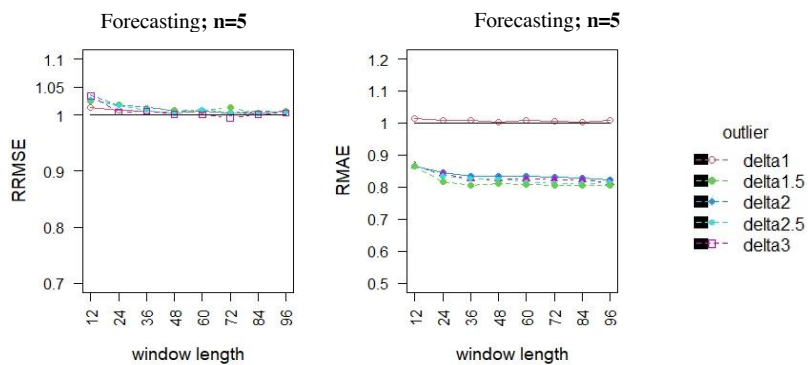 Forecasting; n=5
1.1
1.05
1
0.9
0.8
0.7
RRMSE
12 24 36 48 60 72 84 96
window length
Forecasting; n=5
1.2
1.1
1
0.9
0.8
0.7
0.6
0.5
RMAE
12 24 36 48 60 72 84 96
window length
outlier
delta1
delta1.5
delta2
delta2.5
delta3